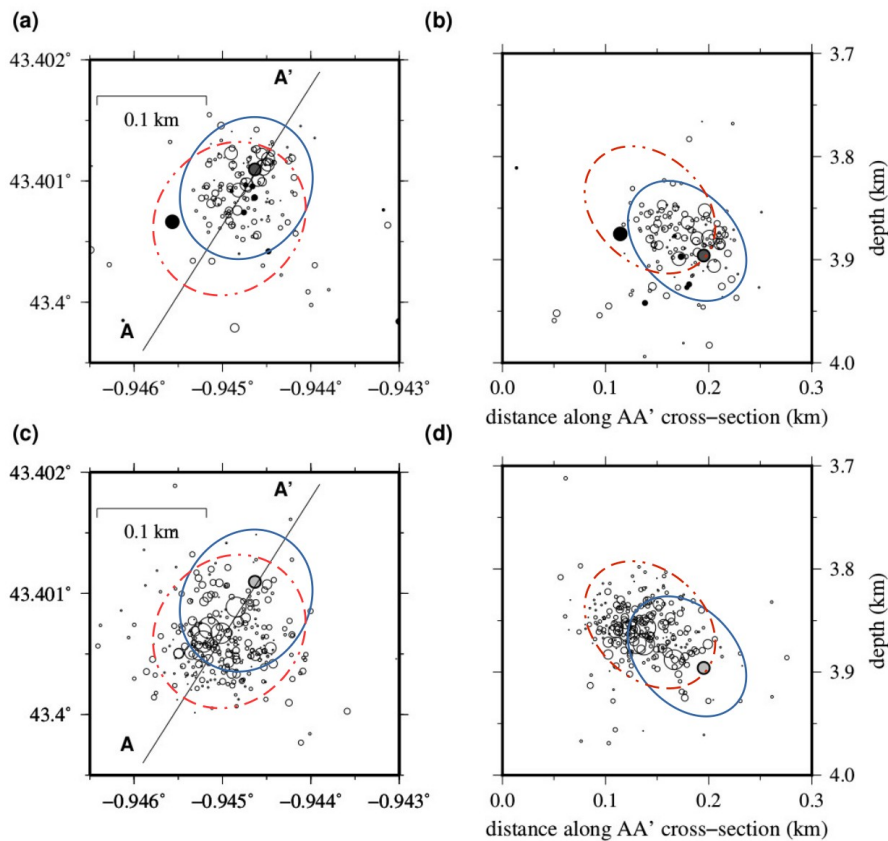 (a)
43.402°
43.401°
43.4°
0.1 km
A'
A
−0.946°
−0.945°
−0.944°
−0.943°
(b)
3.7
3.8
3.9
4.0
depth (km)
0.0
0.1
0.2
0.3
distance along AA' cross−section (km)
(c)
43.402°
43.401°
43.4°
0.1 km
A'
A
−0.946°
−0.945°
−0.944°
−0.943°
(d)
3.7
3.8
3.9
4.0
depth (km)
0.0
0.1
0.2
0.3
distance along AA' cross−section (km)